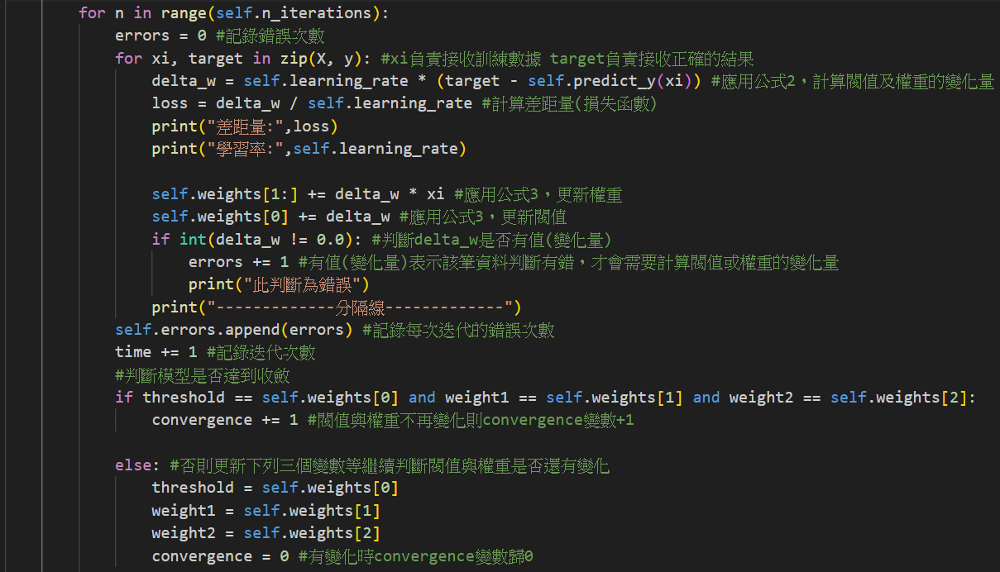 for n in range(self.n_iterations):
errors = 0 #記錄錯誤次數
for xi, target in zip(X, y): #xi負責接收訓練數據 target負責接收正確的結果
delta_w = self.learning_rate * (target - self.predict_y(xi)) #應用公式2，計算閥值及權重的變化量
loss = delta_w / self.learning_rate #計算差距量(損失函數)
print("差距量:",loss)
print("學習率:",self.learning_rate)
self.weights[1:] += delta_w * xi #應用公式3，更新權重
self.weights[0] += delta_w #應用公式3，更新閥值
if int(delta_w != 0.0): #判斷delta_w是否有值(變化量)
errors += 1 #有值(變化量)表示該筆資料判斷有錯，才會需要計算閥值或權重的變化量
print("此判斷為錯誤")
print("-------------分隔線-------------")
self.errors.append(errors) #記錄每次迭代的錯誤次數
time += 1 #記錄迭代次數
#判斷模型是否達到收斂
if threshold == self.weights[0] and weight1 == self.weights[1] and weight2 == self.weights[2]:
convergence += 1 #閥值與權重不再變化則convergence變數+1
else: #否則更新下列三個變數等繼續判斷閥值與權重是否還有變化
threshold = self.weights[0]
weight1 = self.weights[1]
weight2 = self.weights[2]
convergence = 0 #有變化時convergence變數歸0